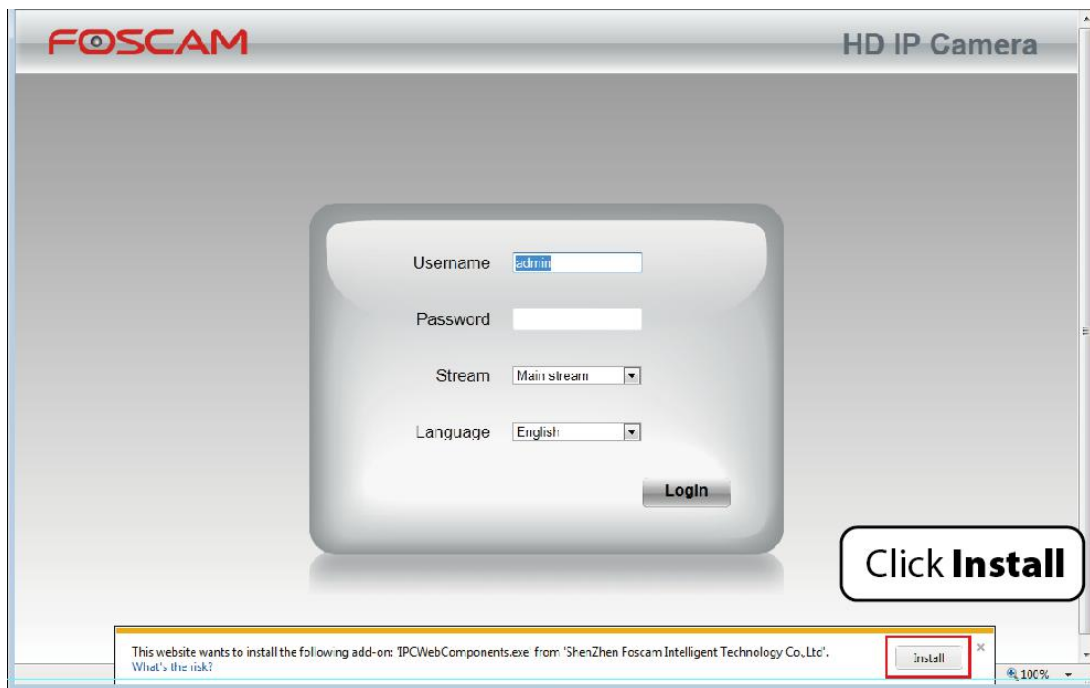 FOSCAM
HD IP Camera
Username admin
Password
Stream Main stream
Language English
Login
Click Install
This website wants to install the following add-on: 'IPCWebComponents.exe' from 'ShenZhen Foscam Intelligent Technology Co.,Ltd'.
What's the risk?
Install
×
100%